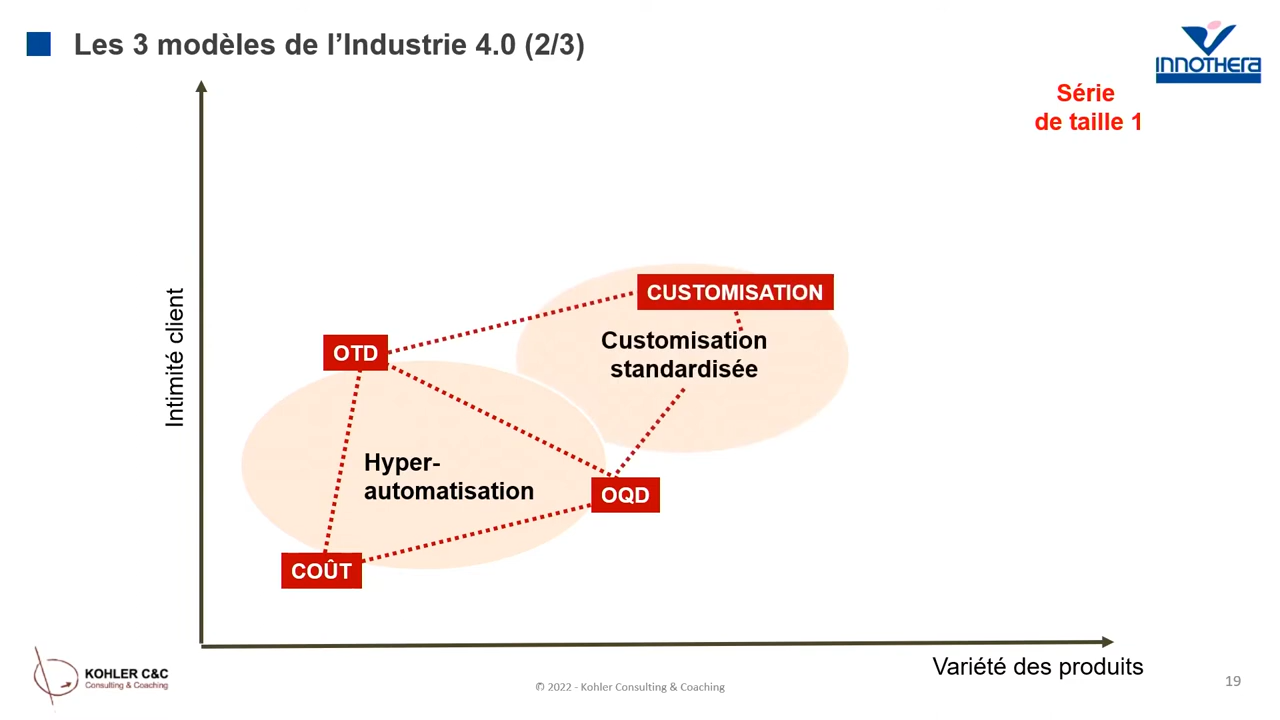 Les 3 modèles de l’Industrie 4.0 (2/3)
INNOTHERA
Série
de taille 1
Intimité client
CUSTOMISATION
Customisation
standardisée
OTD
Hyper-
automatisation
OQD
COÛT
Variété des produits
KOHLER C&C
Consulting & Coaching
© 2022 - Kohler Consulting & Coaching
19